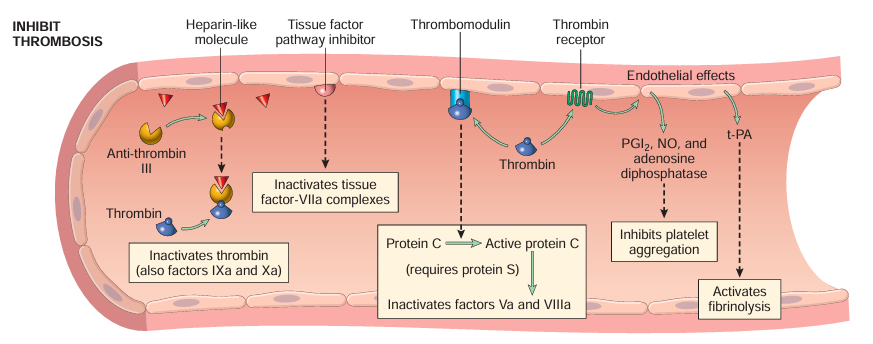 INHIBIT
THROMBOSIS
Heparin-like
molecule
Tissue factor
pathway inhibitor
Thrombomodulin
Thrombin
receptor
Endothelial effects
Anti-thrombin
III
Thrombin
Inactivates thrombin
(also factors IXa and Xa)
Inactivates tissue
factor-VIIa complexes
Thrombin
Protein C
Active protein C
(requires protein S)
Inactivates factors Va and VIIIa
PGI₂, NO, and
adenosine
diphosphatase
Inhibits platelet
aggregation
t-PA
Activates
fibrinolysis